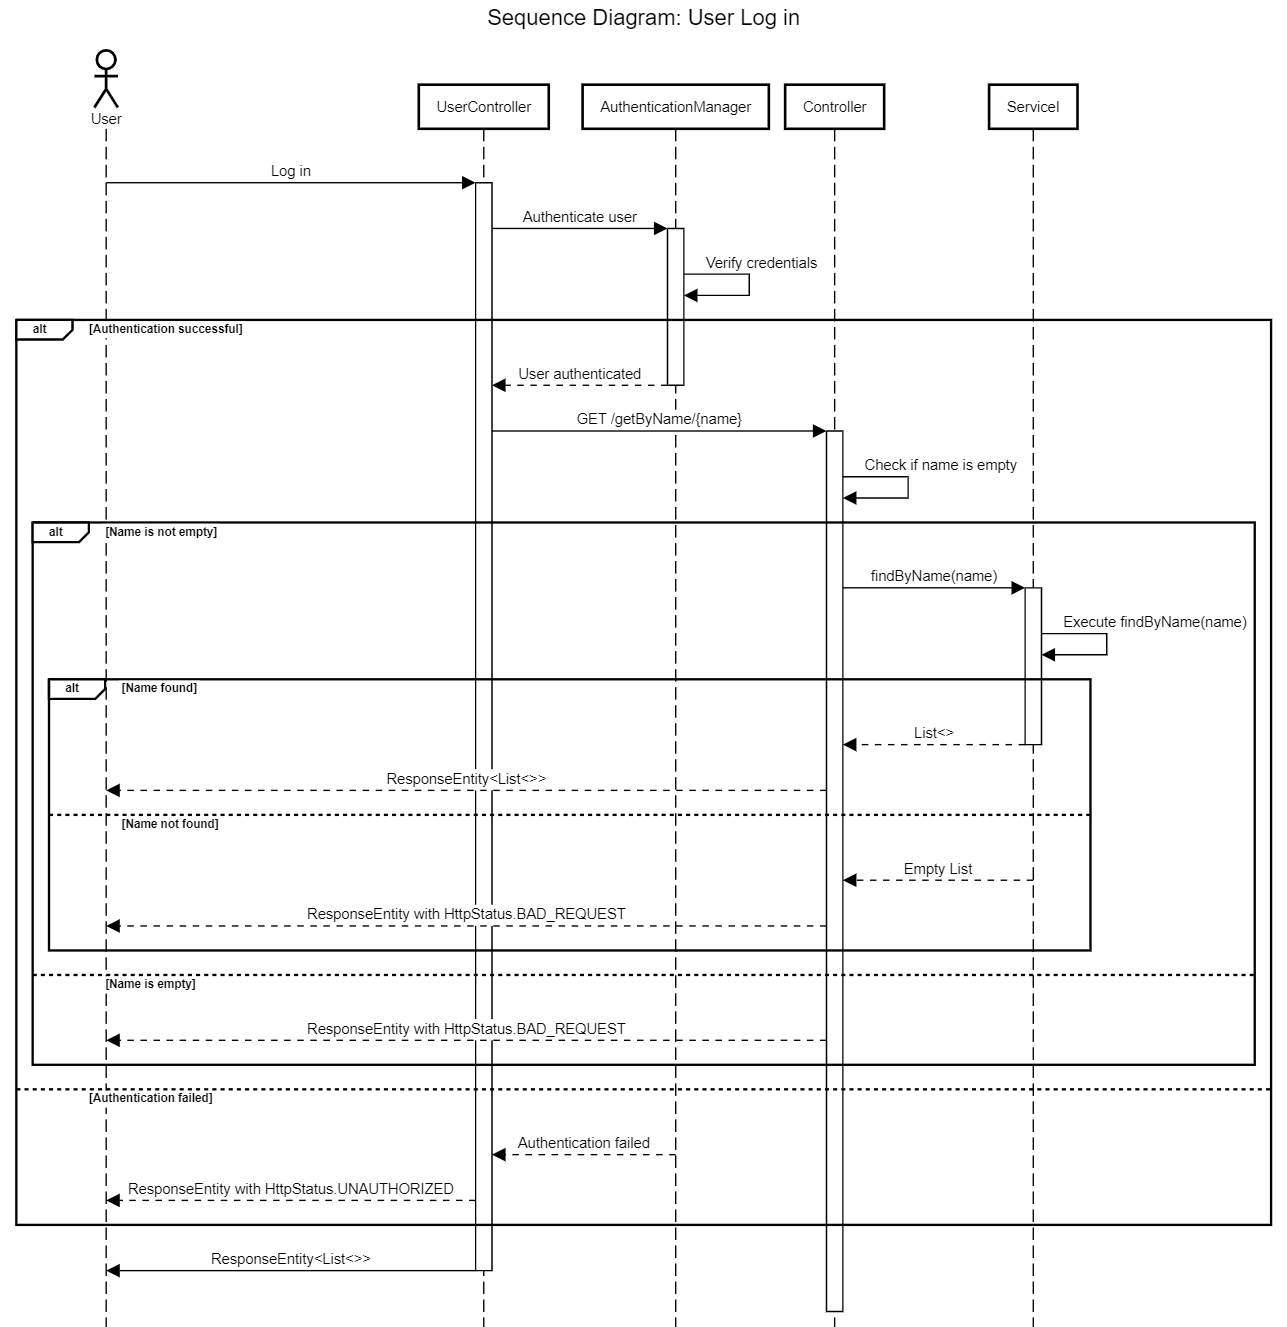 Sequence Diagram: User Log in
User
UserController
AuthenticationManager
Controller
ServiceI
Log in
Authenticate user
Verify credentials
alt
[Authentication successful]
User authenticated
GET /getByName/{name}
Check if name is empty
alt
[Name is not empty]
findByName(name)
Execute findByName(name)
alt
[Name found]
List<>
ResponseEntity<List<>>
[Name not found]
Empty List
ResponseEntity with HttpStatus.BAD_REQUEST
[Name is empty]
ResponseEntity with HttpStatus.BAD_REQUEST
[Authentication failed]
Authentication failed
ResponseEntity with HttpStatus.UNAUTHORIZED
ResponseEntity<List<>>